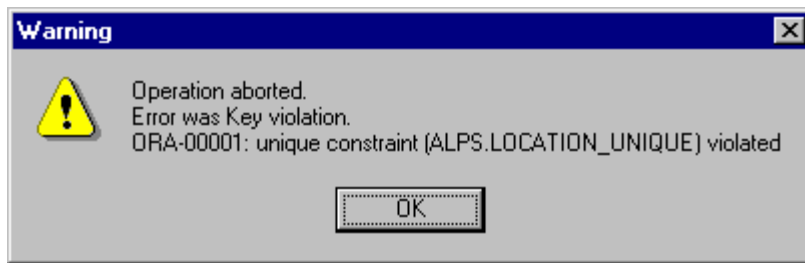 Warning
Operation aborted.
Error was Key violation.
ORA-00001: unique constraint (ALPS.LOCATION_UNIQUE) violated
OK